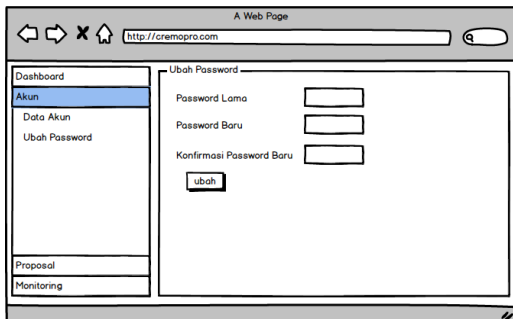 A Web Page
http://cremopro.com
Dashboard
Akun
Data Akun
Ubah Password
Proposal
Monitoring
Ubah Password
Password Lama
Password Baru
Konfirmasi Password Baru
ubah